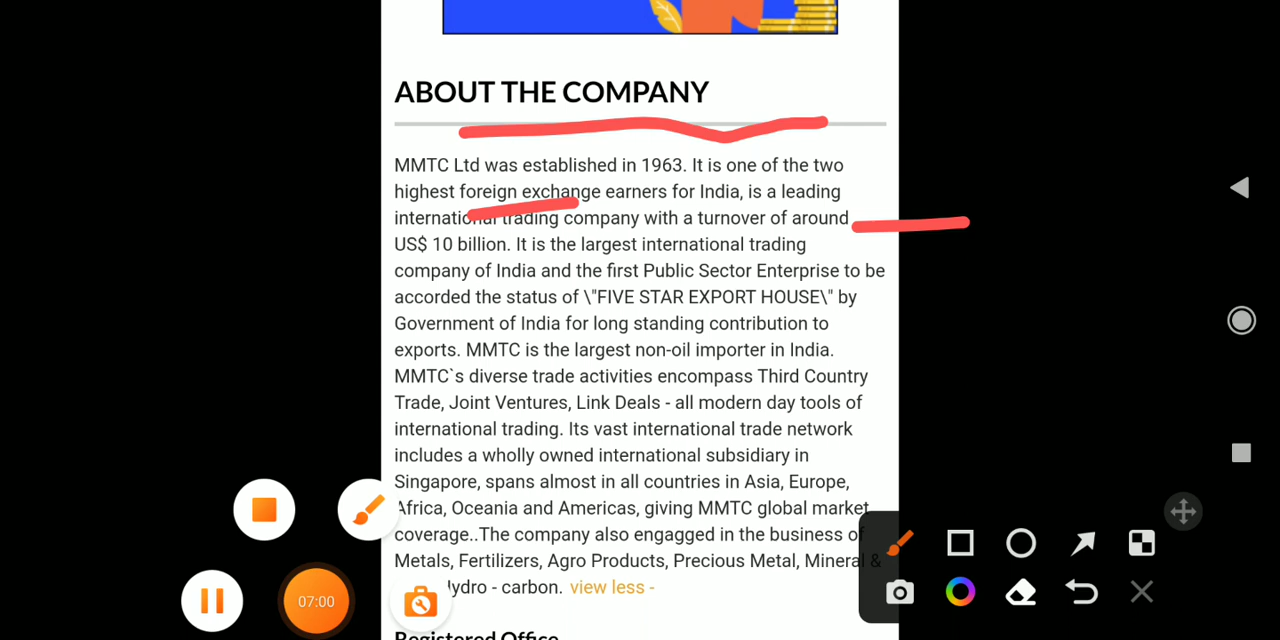 ABOUT THE COMPANY
MMTC Ltd was established in 1963. It is one of the two
highest foreign exchange earners for India, is a leading
international trading company with a turnover of around
US$ 10 billion. It is the largest international trading
company of India and the first Public Sector Enterprise to be
accorded the status of \"FIVE STAR EXPORT HOUSE\" by
Government of India for long standing contribution to
exports. MMTC is the largest non-oil importer in India.
MMTC`s diverse trade activities encompass Third Country
Trade, Joint Ventures, Link Deals - all modern day tools of
international trading. Its vast international trade network
includes a wholly owned international subsidiary in
Singapore, spans almost in all countries in Asia, Europe,
Africa, Oceania and Americas, giving MMTC global market
coverage..The company also engagged in the business of
Metals, Fertilizers, Agro Products, Precious Metal, Mineral &
ydro - carbon. view less -
Registered Office
07:00